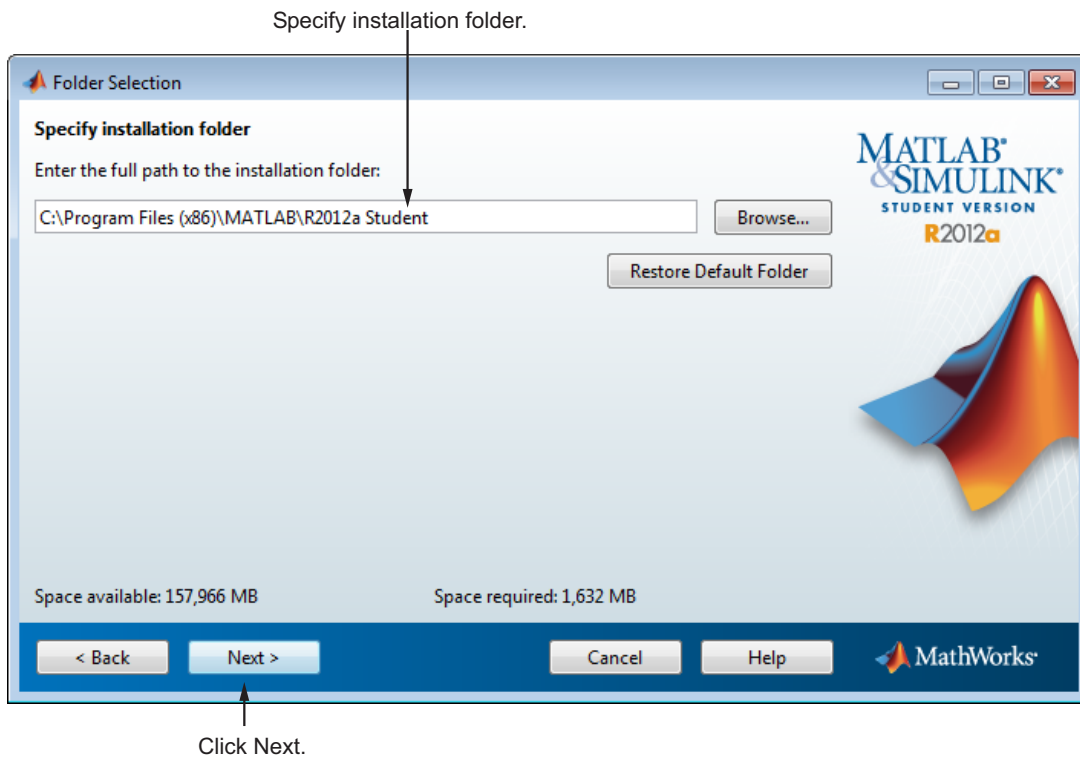 Specify installation folder.
Folder Selection
Specify installation folder
Enter the full path to the installation folder:
C:\Program Files (x86)\MATLAB\R2012a Student
Browse...
Restore Default Folder
MATLAB®
&SIMULINK®
STUDENT VERSION
R2012a
Space available: 157,966 MB
Space required: 1,632 MB
< Back
Next >
Cancel
Help
MathWorks®
Click Next.